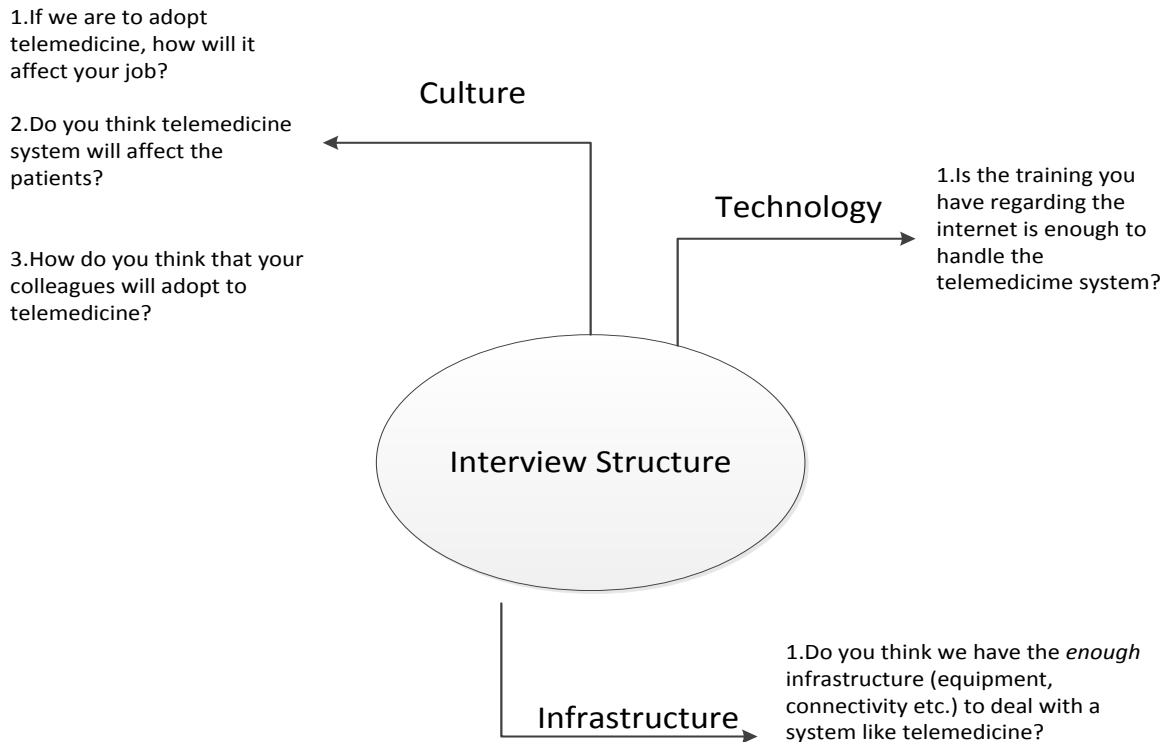 1.If we are to adopt
telemedicine, how will it
affect your job?
Culture
2.Do you think telemedicine
system will affect the
patients?
3.How do you think that your
colleagues will adopt to
telemedicine?
Technology
1.Is the training you
have regarding the
internet is enough to
handle the
telemedicime system?
Interview Structure
Infrastructure
1.Do you think we have the enough
infrastructure (equipment,
connectivity etc.) to deal with a
system like telemedicine?